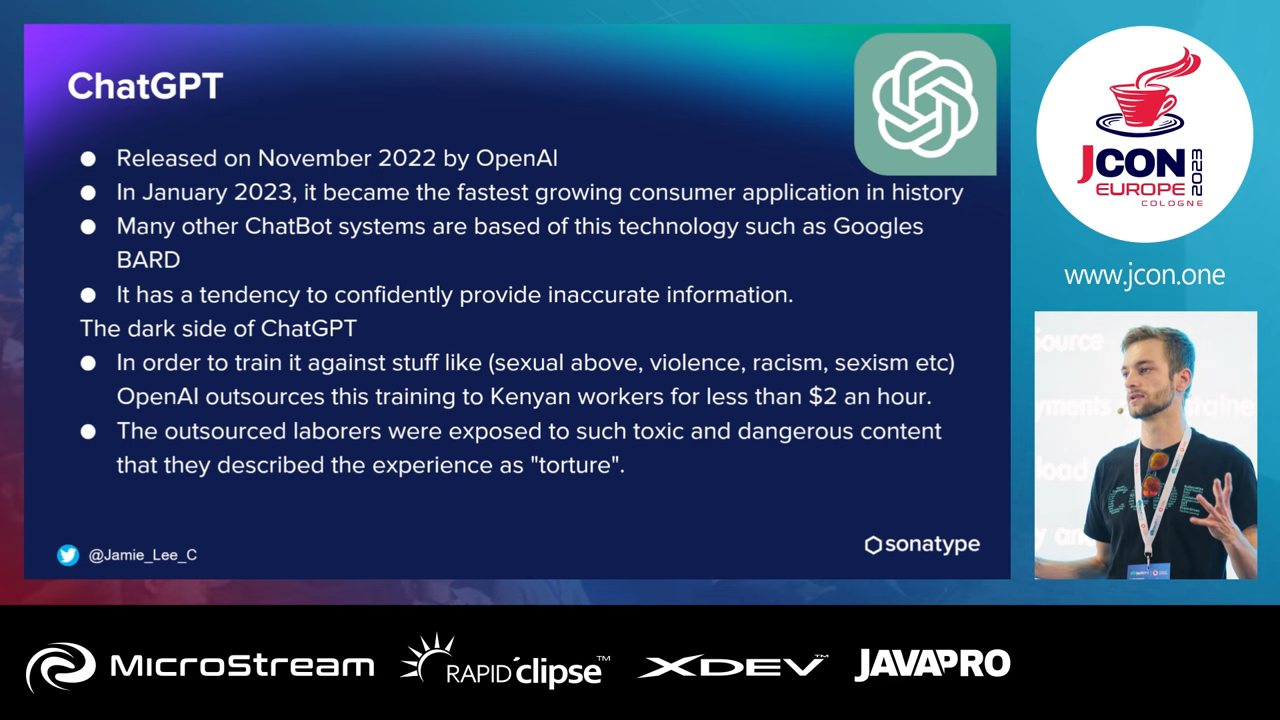 ChatGPT
● Released on November 2022 by OpenAI
● In January 2023, it became the fastest growing consumer application in history
● Many other ChatBot systems are based of this technology such as Googles
BARD
● It has a tendency to confidently provide inaccurate information.
The dark side of ChatGPT
● In order to train it against stuff like (sexual above, violence, racism, sexism etc)
OpenAI outsources this training to Kenyan workers for less than $2 an hour.
● The outsourced laborers were exposed to such toxic and dangerous content
that they described the experience as "torture".
@Jamie_Lee_C
sonatype
JCON
EUROPE
2023
COLOGNE
www.jcon.one
CODE
MICROSTREAM
RAPIDclipse™
XDEV™
JAVAPRO